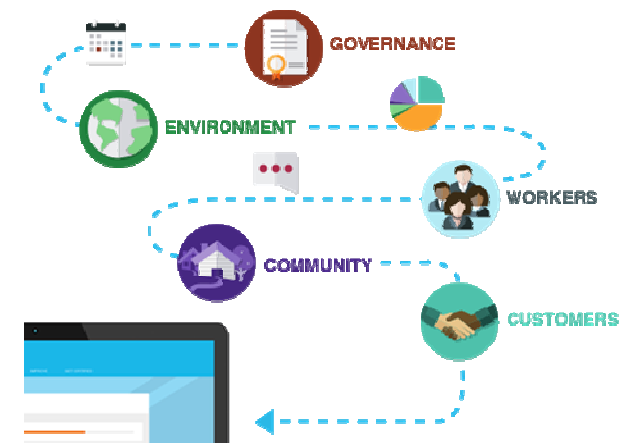 GOVERNANCE
ENVIRONMENT
WORKERS
COMMUNITY
CUSTOMERS